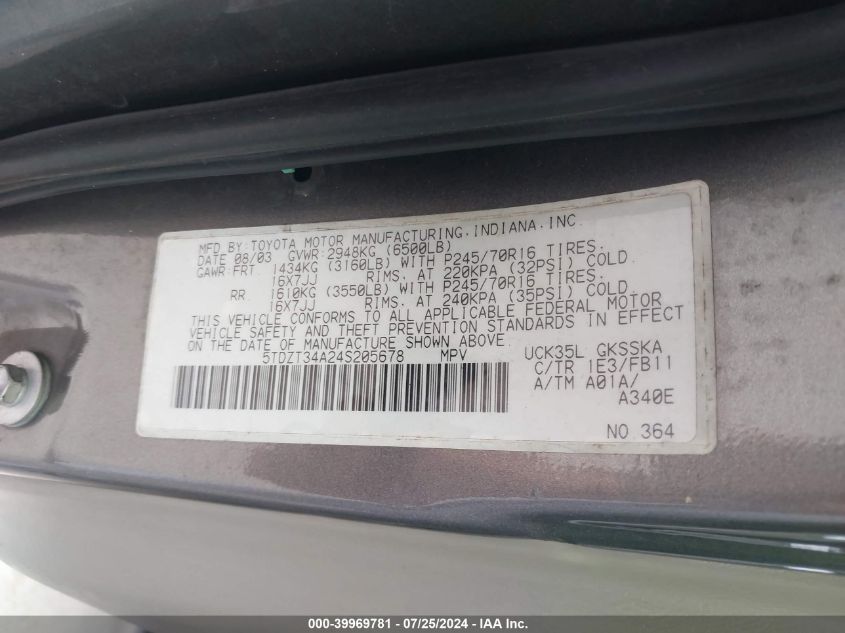 MFD.BY:TOYOTA MOTOR MANUFACTURING.INDIANA.INC.
DATE 08/03 GVWR:2948KG (6500LB)
GAWR:FRT. 1434KG (3160LB) WITH P245/70R16 TIRES.
16X7JJ RIMS. AT 220KPA (32PSI) COLD.
RR. 1610KG (3550LB) WITH P245/70R16 TIRES.
16X7JJ RIMS. AT 240KPA (35PSI) COLD.
THIS VEHICLE CONFORMS TO ALL APPLICABLE FEDERAL MOTOR
VEHICLE SAFETY AND THEFT PREVENTION STANDARDS IN EFFECT
ON THE DATE OF MANUFACTURE SHOWN ABOVE.
5TDZT34A24S205678 MPV UCK35L GKSSKA
C/TR 1E3/FB11
A/TM A01A/
A340E
NO.364
000-39969781 - 07/25/2024 - IAA Inc.